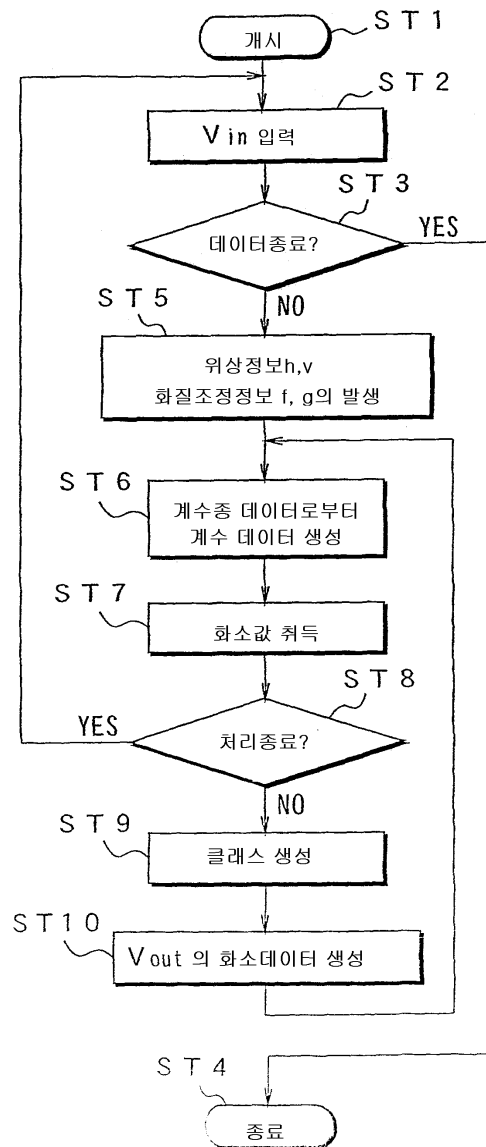 ST1
개시
ST2
Vin 입력
ST3
데이터종료?
YES
NO
ST5
위상정보h,v
화질조정정보 f, g의 발생
ST6
계수종 데이터로부터
계수 데이터 생성
ST7
화소값 취득
ST8
YES
처리종료?
NO
ST9
클래스 생성
ST10
Vout 의 화소데이터 생성
ST4
종료